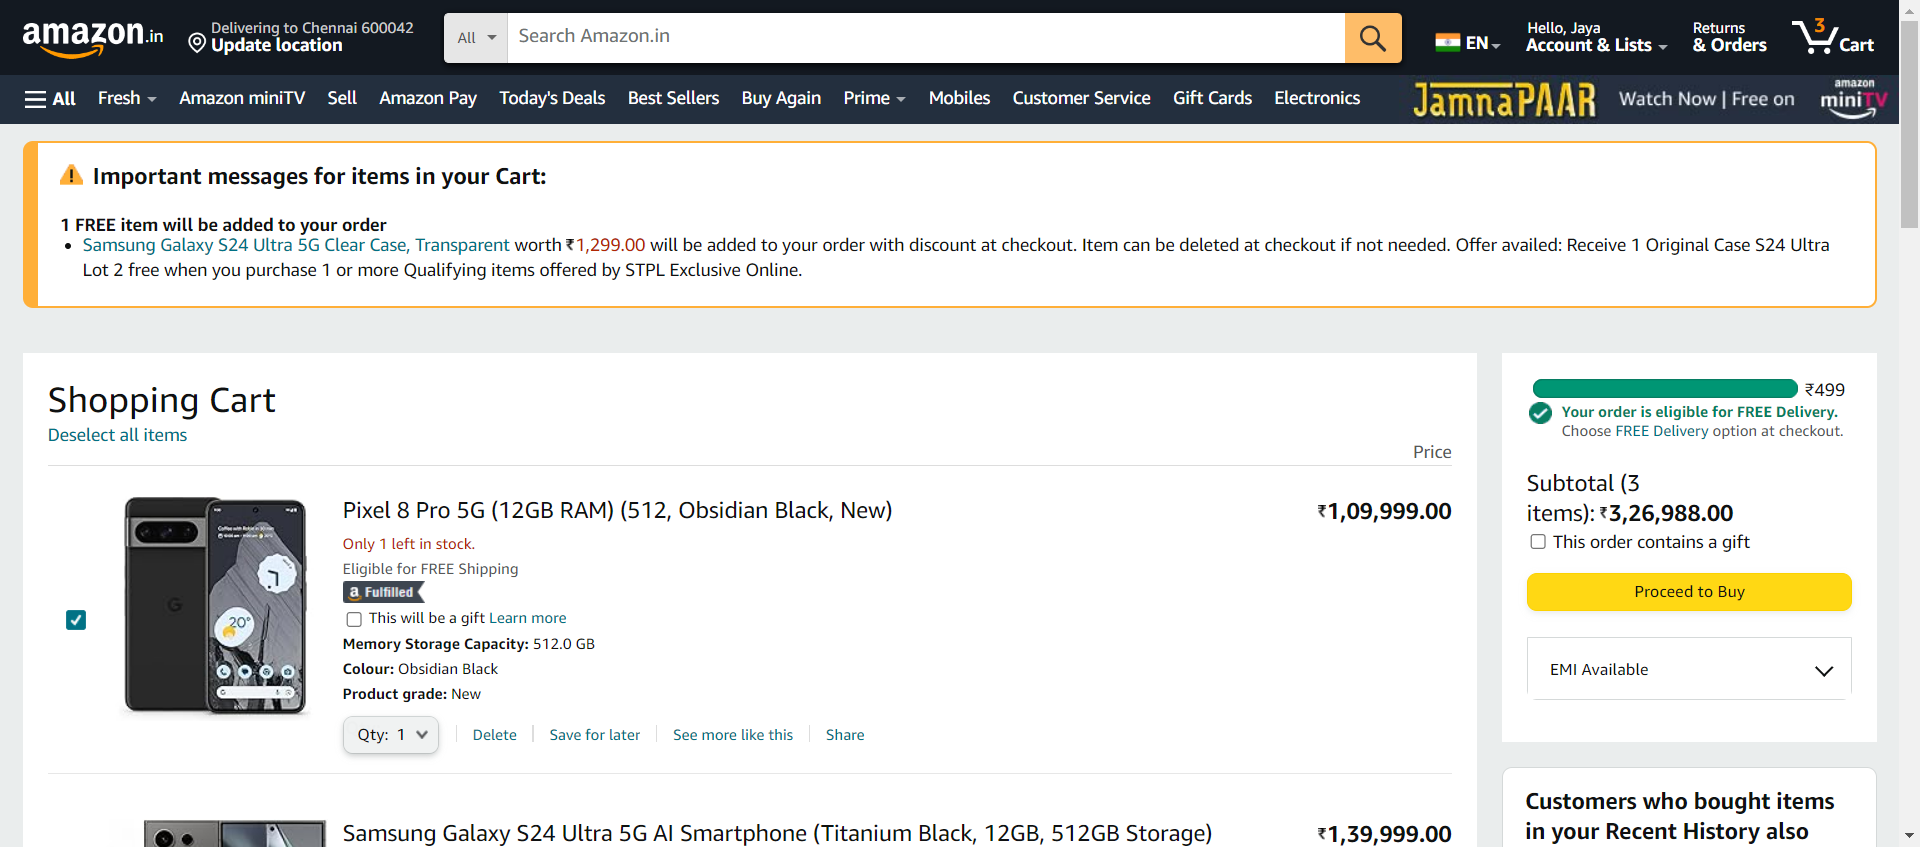 amazon.in
Delivering to Chennai 600042
Update location
All
Search Amazon.in
EN
Hello, Jaya
Account & Lists
Returns
& Orders
3
Cart
All
Fresh
Amazon miniTV
Sell
Amazon Pay
Today's Deals
Best Sellers
Buy Again
Prime
Mobiles
Customer Service
Gift Cards
Electronics
JamnaPAAR
Watch Now | Free on
amazon
miniTV
Important messages for items in your Cart:
1 FREE item will be added to your order
Samsung Galaxy S24 Ultra 5G Clear Case, Transparent worth ₹1,299.00 will be added to your order with discount at checkout. Item can be deleted at checkout if not needed. Offer availed: Receive 1 Original Case S24 Ultra
Lot 2 free when you purchase 1 or more Qualifying items offered by STPL Exclusive Online.
Shopping Cart
Deselect all items
Price
Pixel 8 Pro 5G (12GB RAM) (512, Obsidian Black, New)
₹1,09,999.00
Only 1 left in stock.
Eligible for FREE Shipping
a Fulfilled
This will be a gift Learn more
Memory Storage Capacity: 512.0 GB
Colour: Obsidian Black
Product grade: New
Qty: 1
Delete
Save for later
See more like this
Share
20°
G
Samsung Galaxy S24 Ultra 5G AI Smartphone (Titanium Black, 12GB, 512GB Storage)
₹1,39,999.00
₹499
Your order is eligible for FREE Delivery.
Choose FREE Delivery option at checkout.
Subtotal (3
items): ₹3,26,988.00
This order contains a gift
Proceed to Buy
EMI Available
Customers who bought items
in your Recent History also